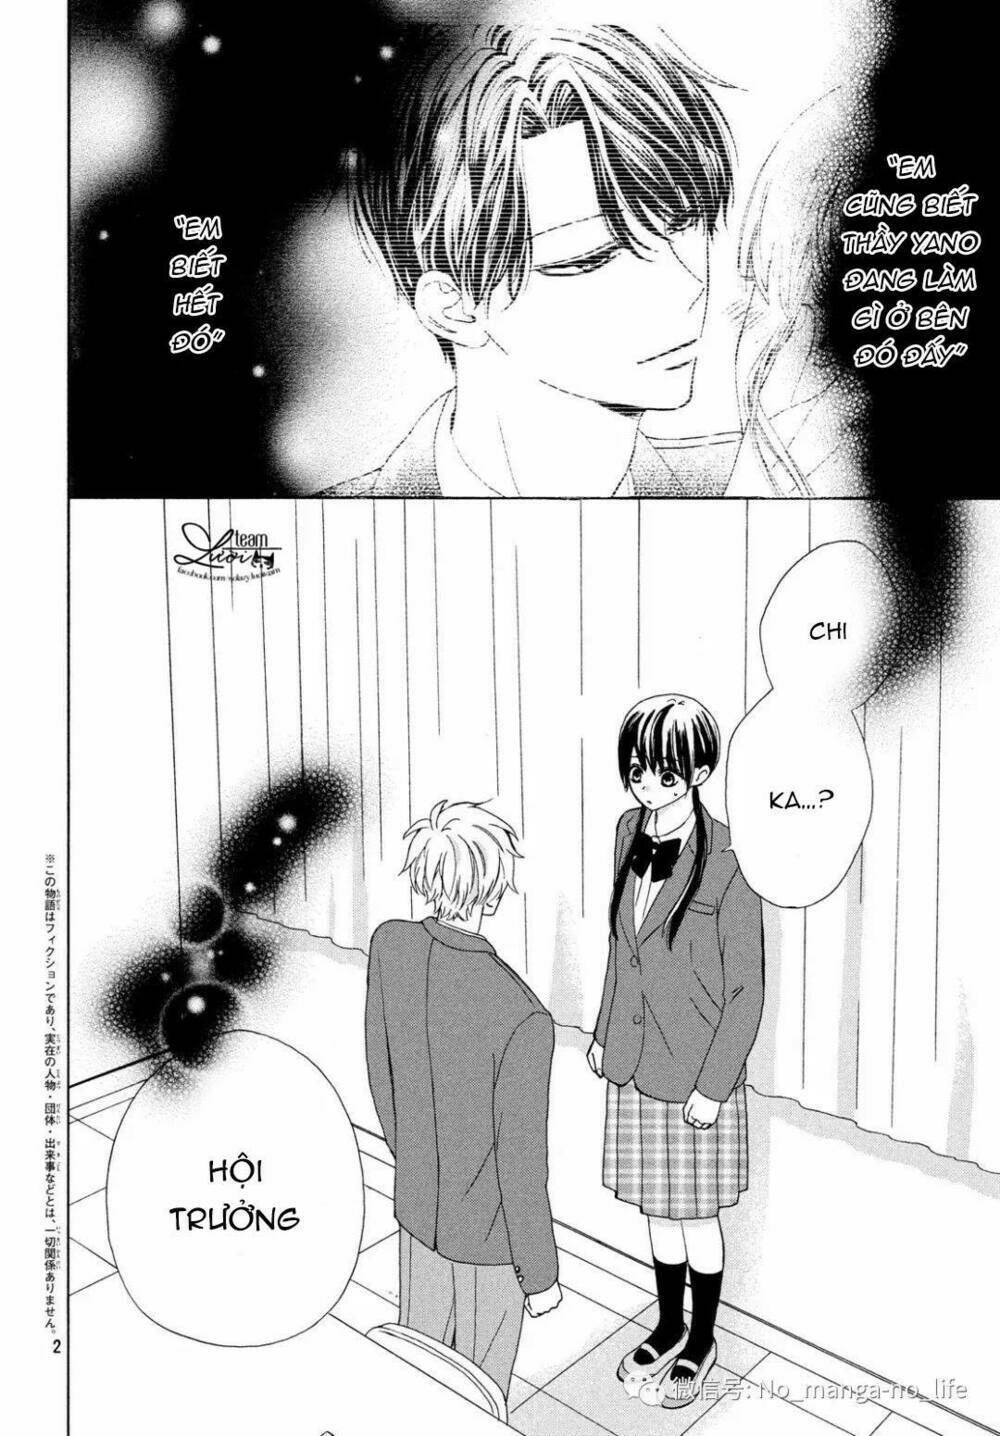 "EM
CŨNG BIẾT
THẦY YANO
ĐANG LÀM
GÌ Ở BÊN
ĐÓ ĐẤY"
"EM
BIẾT
HẾT
ĐÓ"
team
Lười
CHI
KA...?
HỘI
TRƯỞNG
※この物語はフィクションであり、実在の人物・団体・出来事などとは、一切関係ありません。
2
微信号: No_manga-no_life